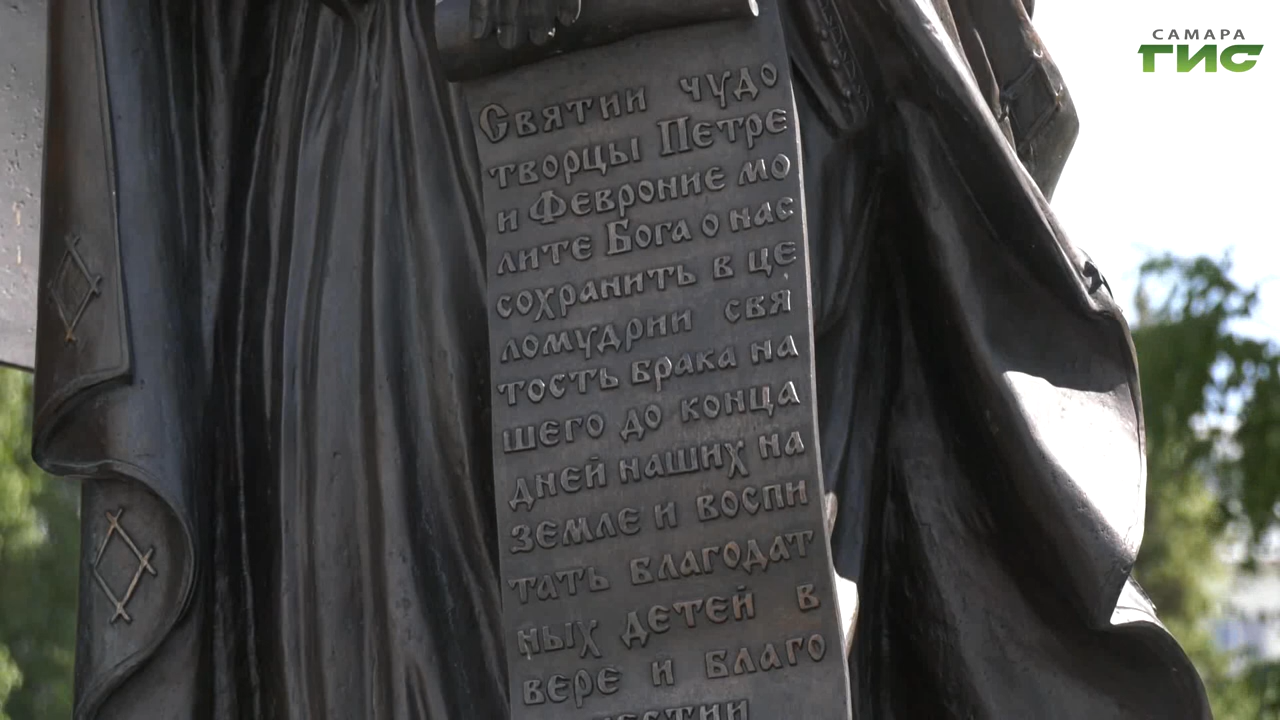 САМАРА
ГИС
Святии чудо
творцы Петре
и Февроние мо
лите Бога о нас
сохранить в це
ломудрии свя
тость брака на
шего до конца
дней наших на
земле и воспи
тать благодат
ных детей в
вере и благо
честии